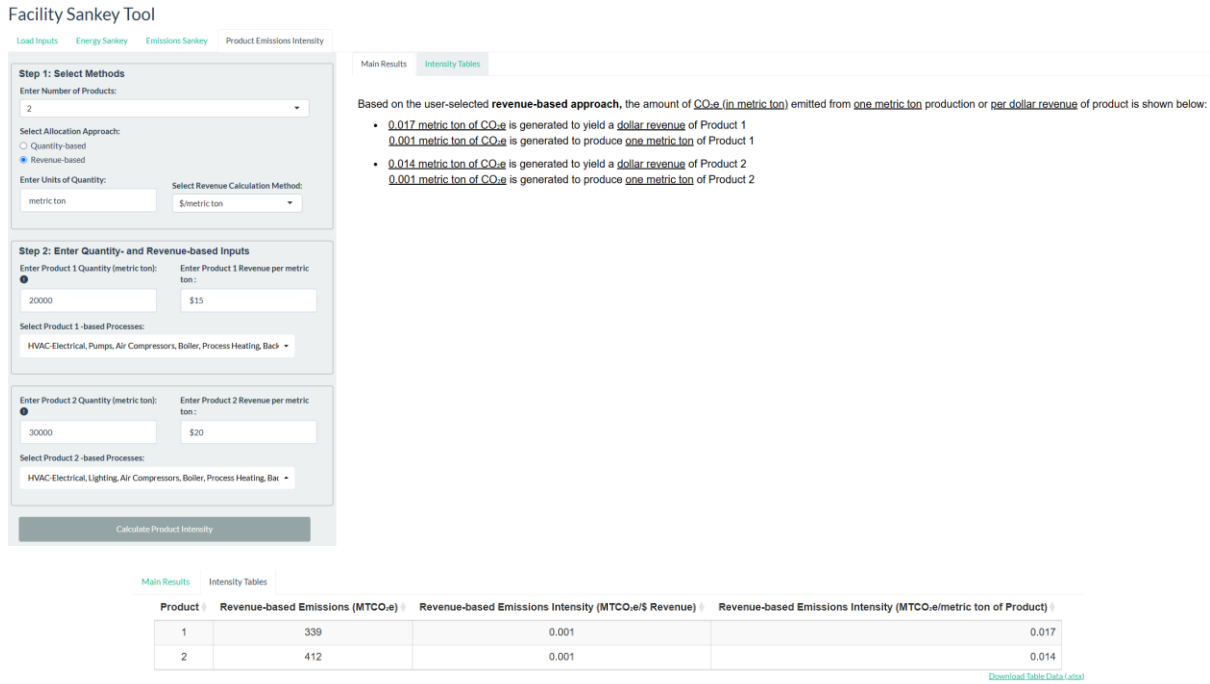 Facility Sankey Tool
Load Inputs Energy Sankey Emissions Sankey Product Emissions Intensity
Step 1: Select Methods
Enter Number of Products:
2
Select Allocation Approach:
Quantity-based
Revenue-based
Enter Units of Quantity:
Select Revenue Calculation Method:
metric ton
$/metric ton
Step 2: Enter Quantity- and Revenue-based Inputs
Enter Product 1 Quantity (metric ton):
Enter Product 1 Revenue per metric
ton :
20000
$15
Select Product 1 -based Processes:
HVAC-Electrical, Pumps, Air Compressors, Boiler, Process Heating, Back
Enter Product 2 Quantity (metric ton):
Enter Product 2 Revenue per metric
ton :
30000
$20
Select Product 2 -based Processes:
HVAC-Electrical, Lighting, Air Compressors, Boiler, Process Heating, Bac
Calculate Product Intensity
Main Results Intensity Tables
Based on the user-selected revenue-based approach, the amount of CO₂e (in metric ton) emitted from one metric ton production or per dollar revenue of product is shown below:
• 0.017 metric ton of CO₂e is generated to yield a dollar revenue of Product 1
0.001 metric ton of CO₂e is generated to produce one metric ton of Product 1
• 0.014 metric ton of CO₂e is generated to yield a dollar revenue of Product 2
0.001 metric ton of CO₂e is generated to produce one metric ton of Product 2
Main Results Intensity Tables
Product Revenue-based Emissions (MTCO₂e) Revenue-based Emissions Intensity (MTCO₂e/$ Revenue) Revenue-based Emissions Intensity (MTCO₂e/metric ton of Product)
1 339 0.001 0.017
2 412 0.001 0.014
Download Table Data (.xlsx)